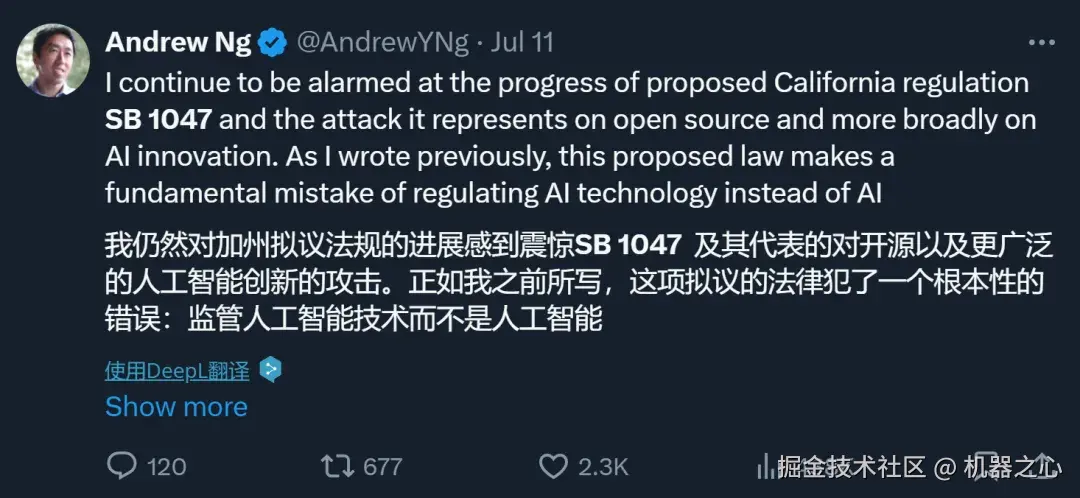 Andrew Ng @AndrewYNg · Jul 11
I continue to be alarmed at the progress of proposed California regulation
SB 1047 and the attack it represents on open source and more broadly on
AI innovation. As I wrote previously, this proposed law makes a
fundamental mistake of regulating AI technology instead of AI
我仍然对加州拟议法规的进展感到震惊SB 1047 及其代表的对开源以及更广泛
的人工智能创新的攻击。正如我之前所写，这项拟议的法律犯了一个根本性的
错误：监管人工智能技术而不是人工智能
使用DeepL翻译
Show more
120 677 2.3K
掘金技术社区 @ 机器之心